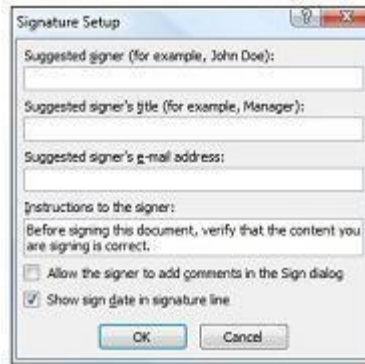 Signature Setup
Suggested signer (for example, John Doe):
Suggested signer's title (for example, Manager):
Suggested signer's e-mail address:
Instructions to the signer:
Before signing this document, verify that the content you
are signing is correct.
Allow the signer to add comments in the Sign dialog
Show sign date in signature line
OK
Cancel